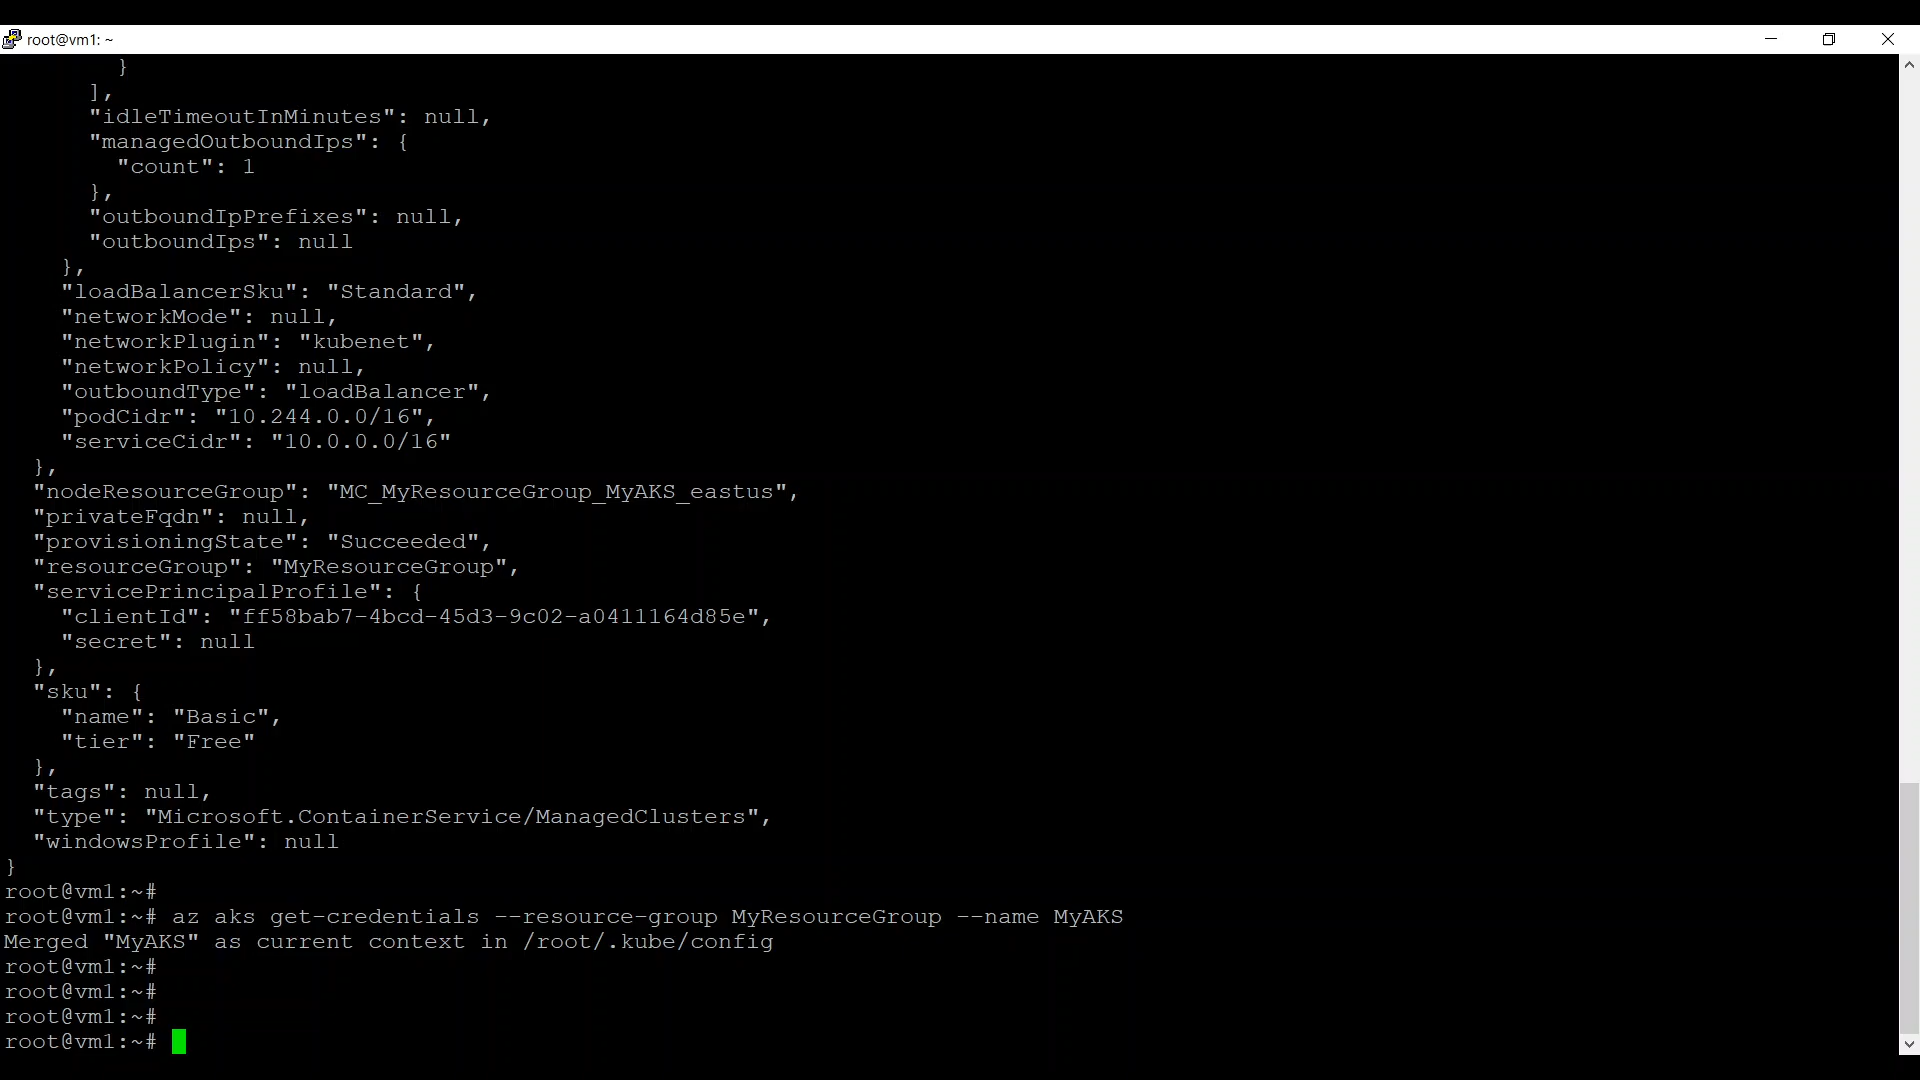 root@vm1: ~
}
],
"idleTimeoutInMinutes": null,
"managedOutboundIps": {
"count": 1
},
"outboundIpPrefixes": null,
"outboundIps": null
},
"loadBalancerSku": "Standard",
"networkMode": null,
"networkPlugin": "kubenet",
"networkPolicy": null,
"outboundType": "loadBalancer",
"podCidr": "10.244.0.0/16",
"serviceCidr": "10.0.0.0/16"
},
"nodeResourceGroup": "MC_MyResourceGroup_MyAKS_eastus",
"privateFqdn": null,
"provisioningState": "Succeeded",
"resourceGroup": "MyResourceGroup",
"servicePrincipalProfile": {
"clientId": "ff58bab7-4bcd-45d3-9c02-a0411164d85e",
"secret": null
},
"sku": {
"name": "Basic",
"tier": "Free"
},
"tags": null,
"type": "Microsoft.ContainerService/ManagedClusters",
"windowsProfile": null
}
root@vm1:~#
root@vm1:~# az aks get-credentials --resource-group MyResourceGroup --name MyAKS
Merged "MyAKS" as current context in /root/.kube/config
root@vm1:~#
root@vm1:~#
root@vm1:~#
root@vm1:~#